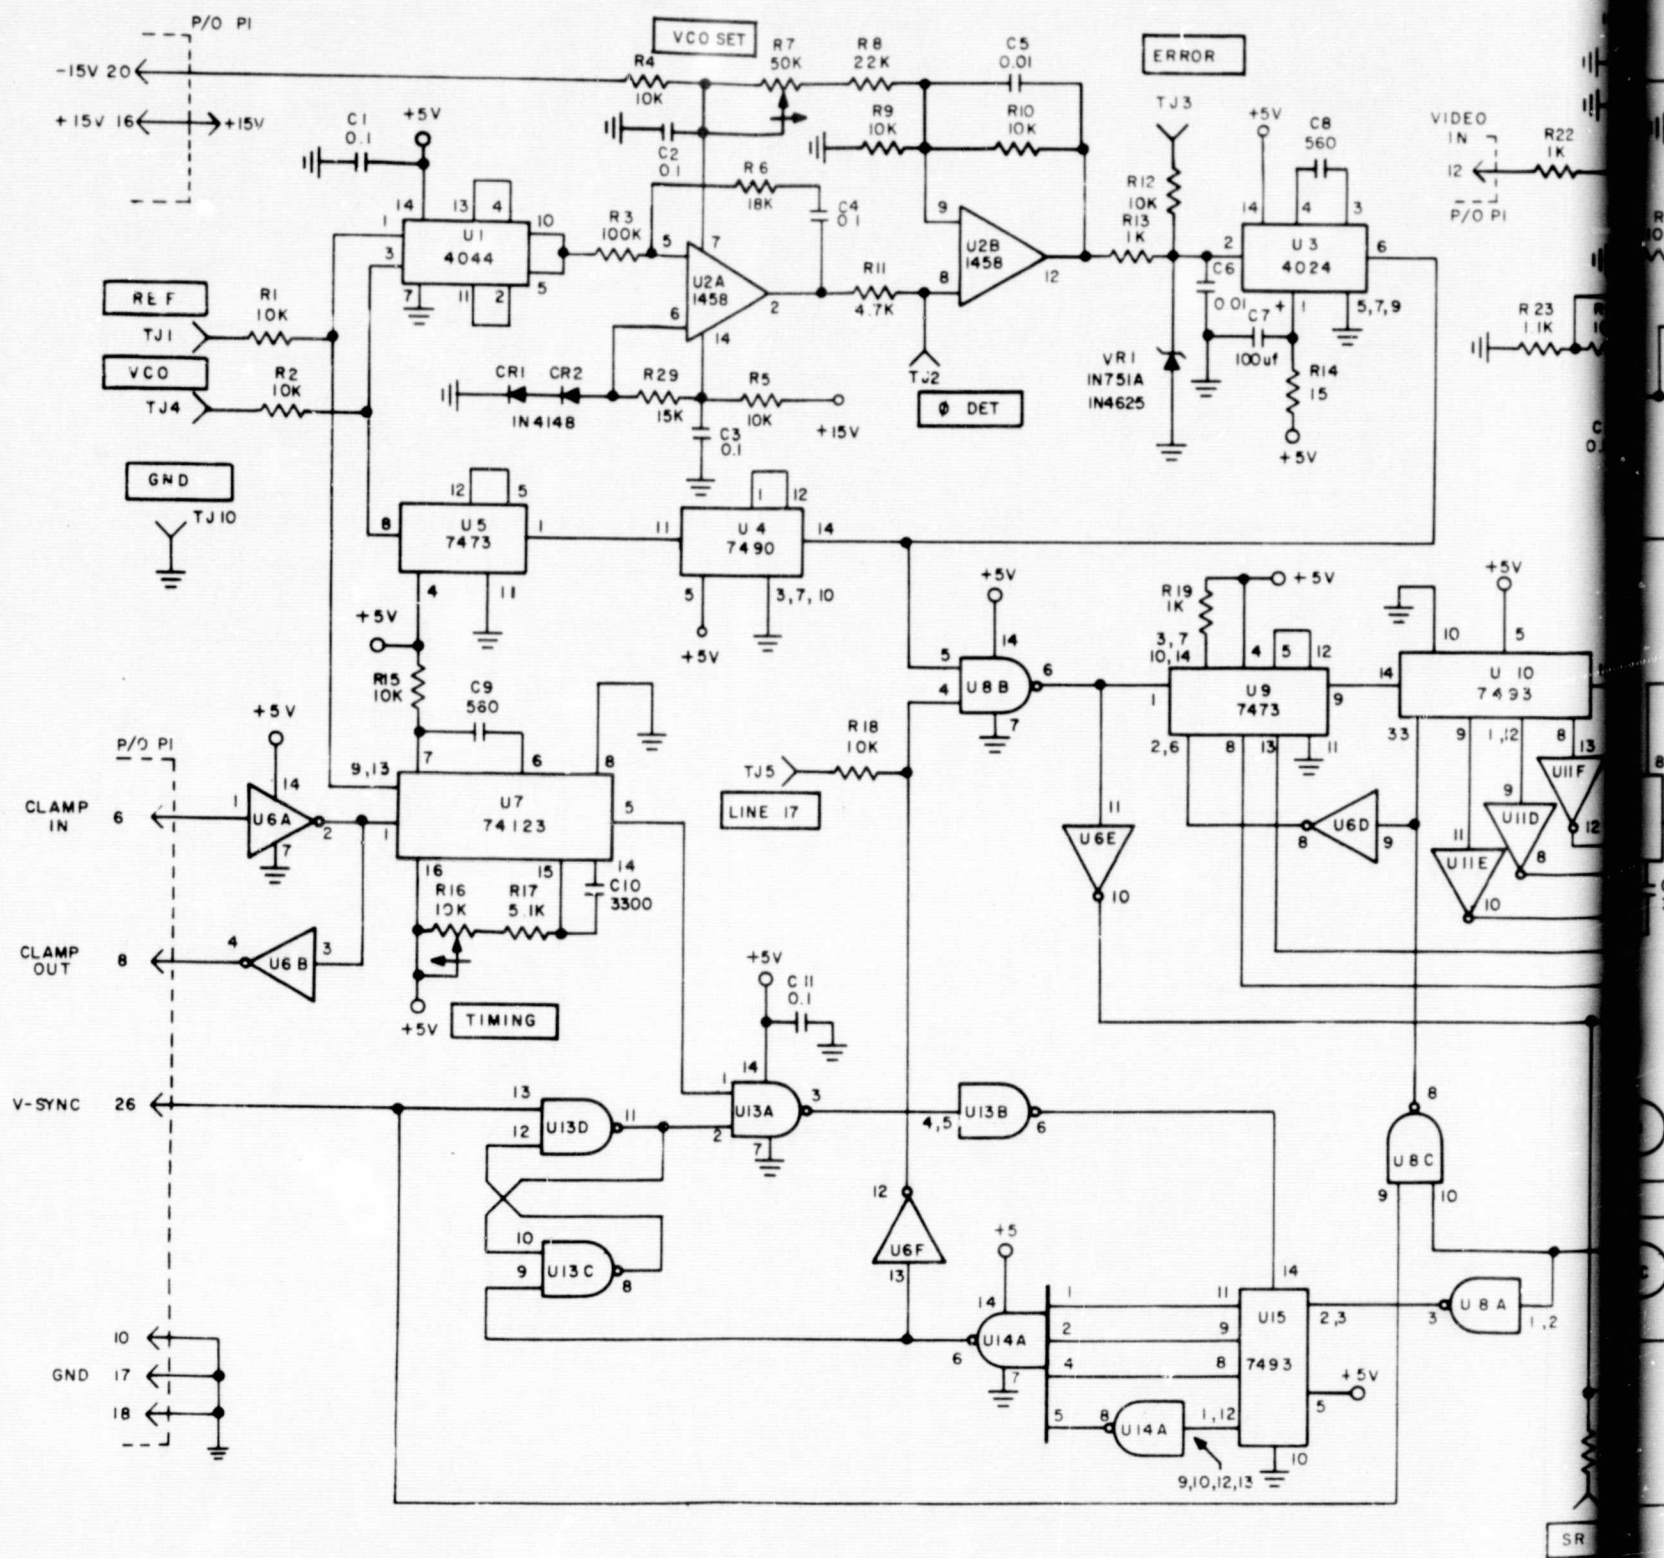 P/O P1
-15V 20
+15V 16
+15V
VCO SET
R4
10K
R7
50K
R8
22K
C5
0.01
ERROR
TJ3
C1
0.1
+5V
C2
0.1
R9
10K
R10
10K
+5V
C8
560
VIDEO
IN
12
P/O P1
R22
1K
R6
18K
C4
0.1
R12
10K
R13
1K
14
13
4
10
1
3
U1
4044
5
7
11
2
R3
100K
5
7
U2A
1458
6
14
2
R11
4.7K
9
8
U2B
1458
12
14
4
3
2
U3
4024
6
1
5,7,9
C6
0.01
+
C7
100uf
R14
15
+5V
VR1
IN751A
IN4625
REF
TJ1
R1
10K
VCO
TJ4
R2
10K
CR1
CR2
IN4148
R29
15K
R5
10K
+15V
C3
0.1
TJ2
Ø DET
R23
1.1K
GND
TJ10
12
5
8
U5
7473
1
4
11
11
1
12
U4
7490
14
5
3,7,10
+5V
+5V
R15
10K
C9
560
+5V
14
5
4
U8B
6
7
R19
1K
+5V
3,7
10,14
4
5
12
1
U9
7473
9
2,6
8
13
11
+5V
10
5
14
U10
7493
33
9
1,12
8
13
U11F
12
9
U11D
8
11
U11E
10
R18
10K
TJ5
LINE 17
11
U6E
10
U6D
8
9
P/O P1
+5V
14
CLAMP
IN
6
1
U6A
2
7
9,13
7
6
8
U7
74123
5
1
16
15
14
R16
10K
R17
5.1K
C10
3300
CLAMP
OUT
8
4
U6B
3
+5V
TIMING
+5V
C11
0.1
V-SYNC
26
13
12
U13D
11
14
1
2
U13A
3
7
4,5
U13B
6
8
U8C
9
10
10
9
U13C
8
12
U6F
13
+5
14
U14A
6
7
1
2
4
5
11
9
8
1,12
14
U15
7493
2,3
5
+5V
10
3
U8A
1,2
8
U14A
9,10,12,13
10
GND
17
18
SR